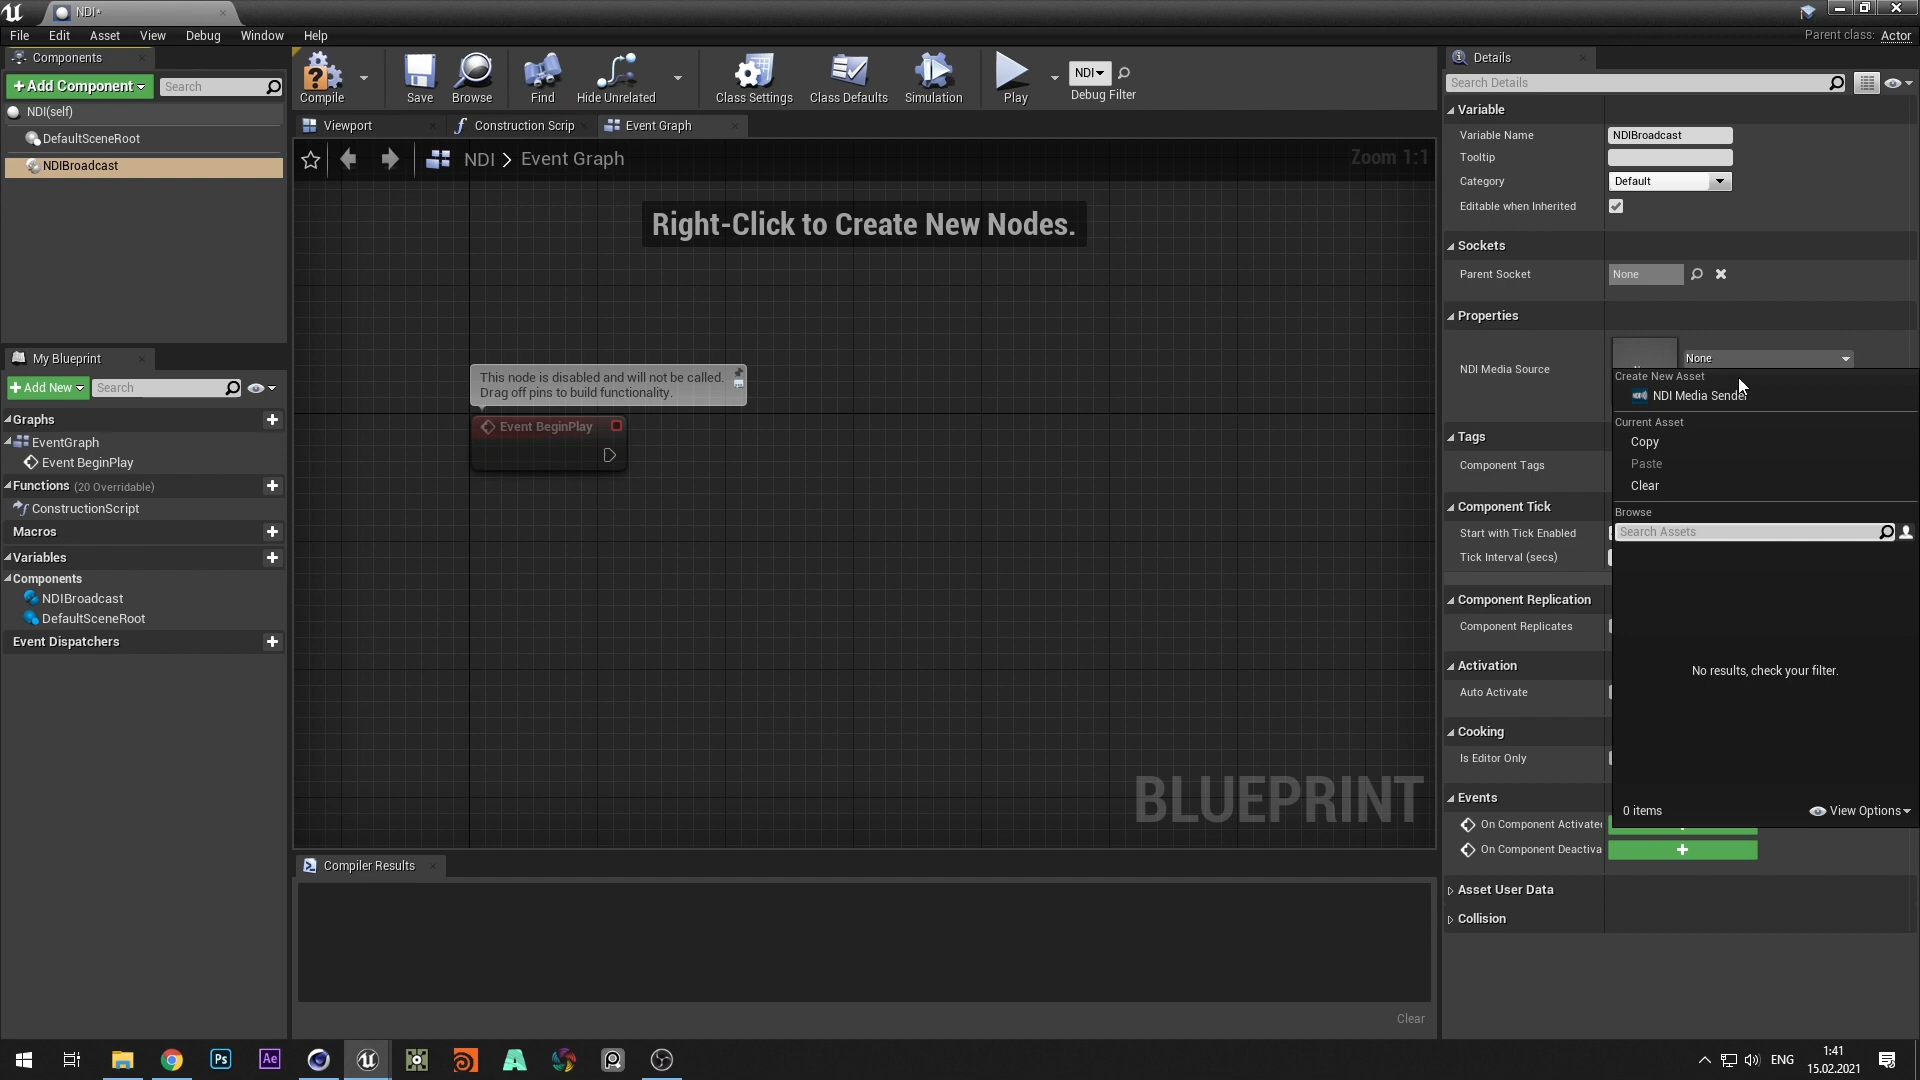 NDI*
File Edit Asset View Debug Window Help
Parent class: Actor
Components
Add Component
Search
NDI(self)
DefaultSceneRoot
NDIBroadcast
My Blueprint
Add New
Search
Graphs
EventGraph
Event BeginPlay
Functions (20 Overridable)
ConstructionScript
Macros
Variables
Components
NDIBroadcast
DefaultSceneRoot
Event Dispatchers
Compile
Save
Browse
Find
Hide Unrelated
Class Settings
Class Defaults
Simulation
Play
NDI
Debug Filter
Viewport
Construction Scrip
Event Graph
NDI > Event Graph
Zoom 1:1
Right-Click to Create New Nodes.
This node is disabled and will not be called.
Drag off pins to build functionality.
Event BeginPlay
BLUEPRINT
Compiler Results
Clear
Details
Search Details
Variable
Variable Name NDIBroadcast
Tooltip
Category Default
Editable when Inherited
Sockets
Parent Socket None
Properties
NDI Media Source None
Tags
Component Tags
Component Tick
Start with Tick Enabled
Tick Interval (secs)
Component Replication
Component Replicates
Activation
Auto Activate
Cooking
Is Editor Only
Events
On Component Activate
On Component Deactiva
Asset User Data
Collision
Create New Asset
NDI Media Sender
Current Asset
Copy
Paste
Clear
Browse
Search Assets
No results, check your filter.
0 items
View Options
Ps
Ae
ENG
1:41
15.02.2021